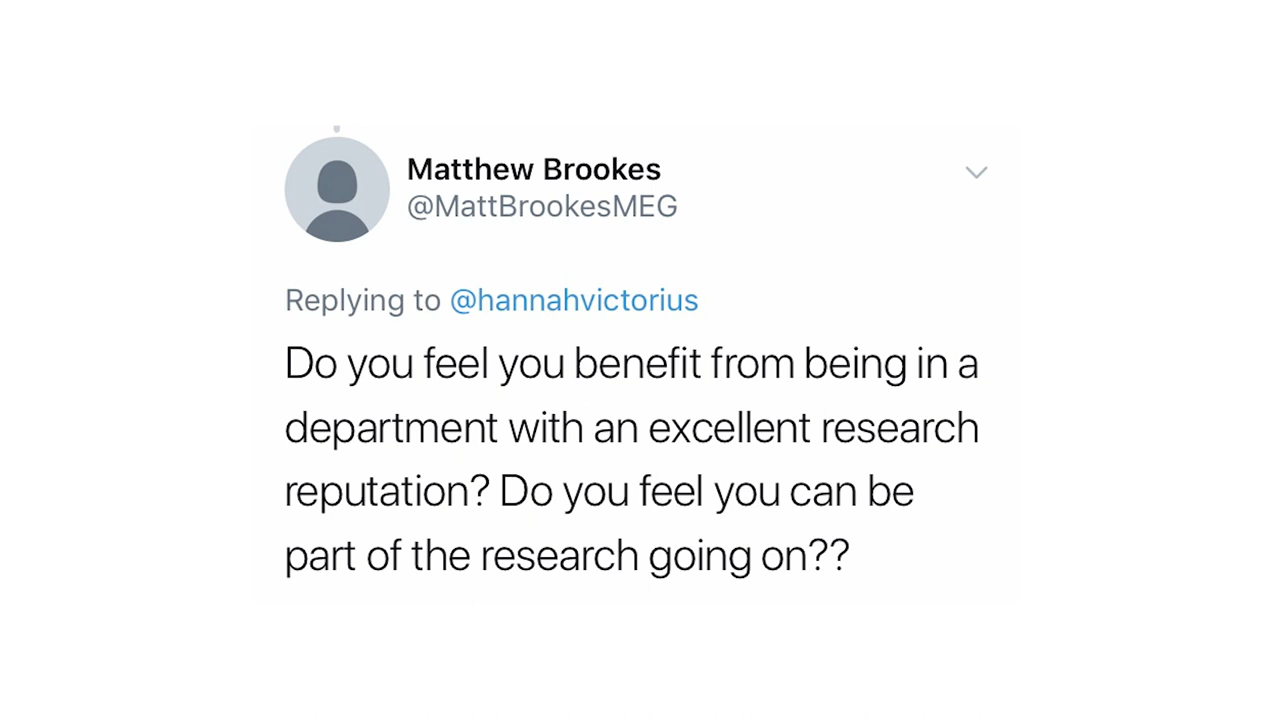 Matthew Brookes
@MattBrookesMEG
Replying to @hannahvictorius
Do you feel you benefit from being in a
department with an excellent research
reputation? Do you feel you can be
part of the research going on??